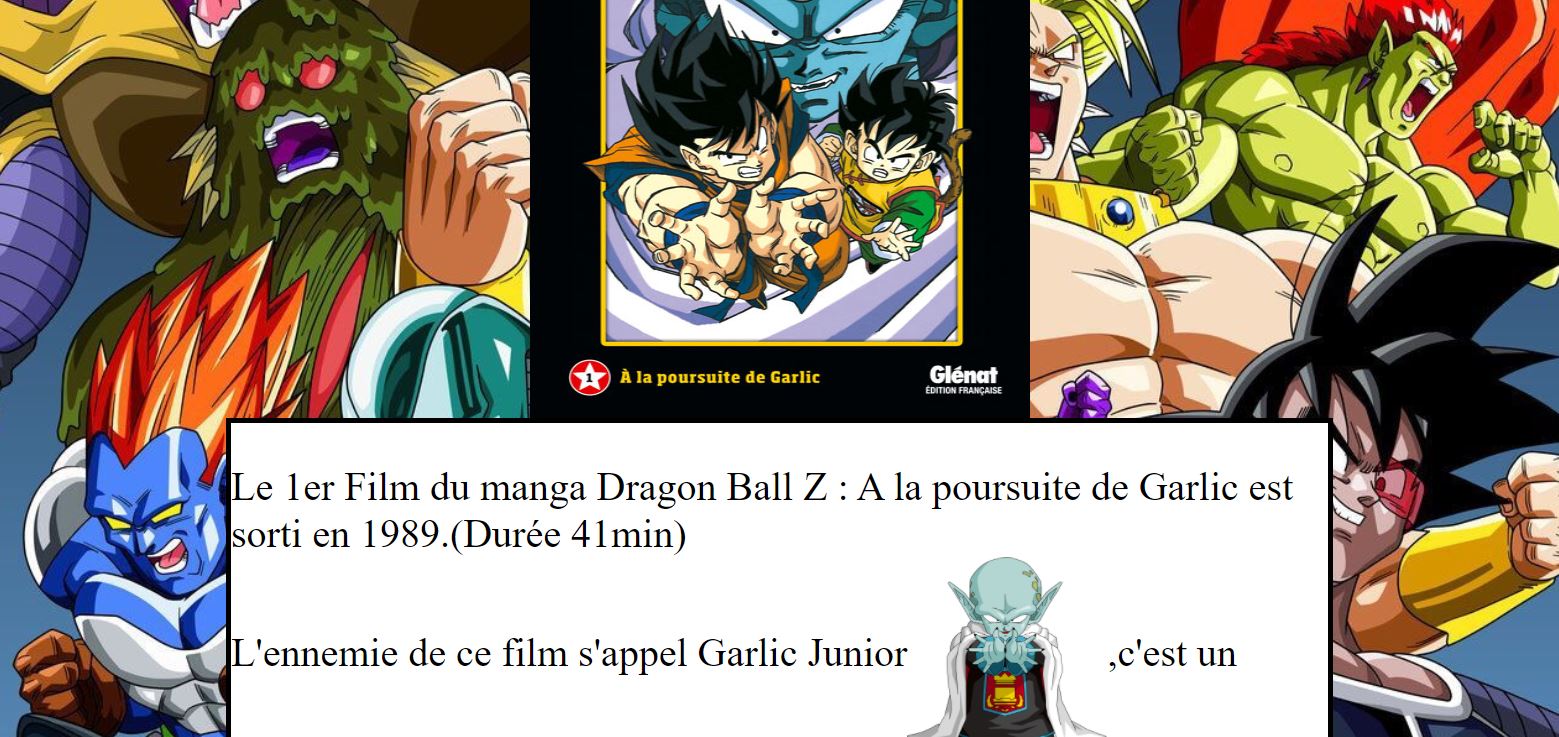 1 À la poursuite de Garlic
Glénat
ÉDITION FRANÇAISE
Le 1er Film du manga Dragon Ball Z : A la poursuite de Garlic est
sorti en 1989.(Durée 41min)
L'ennemie de ce film s'appel Garlic Junior ,c'est un